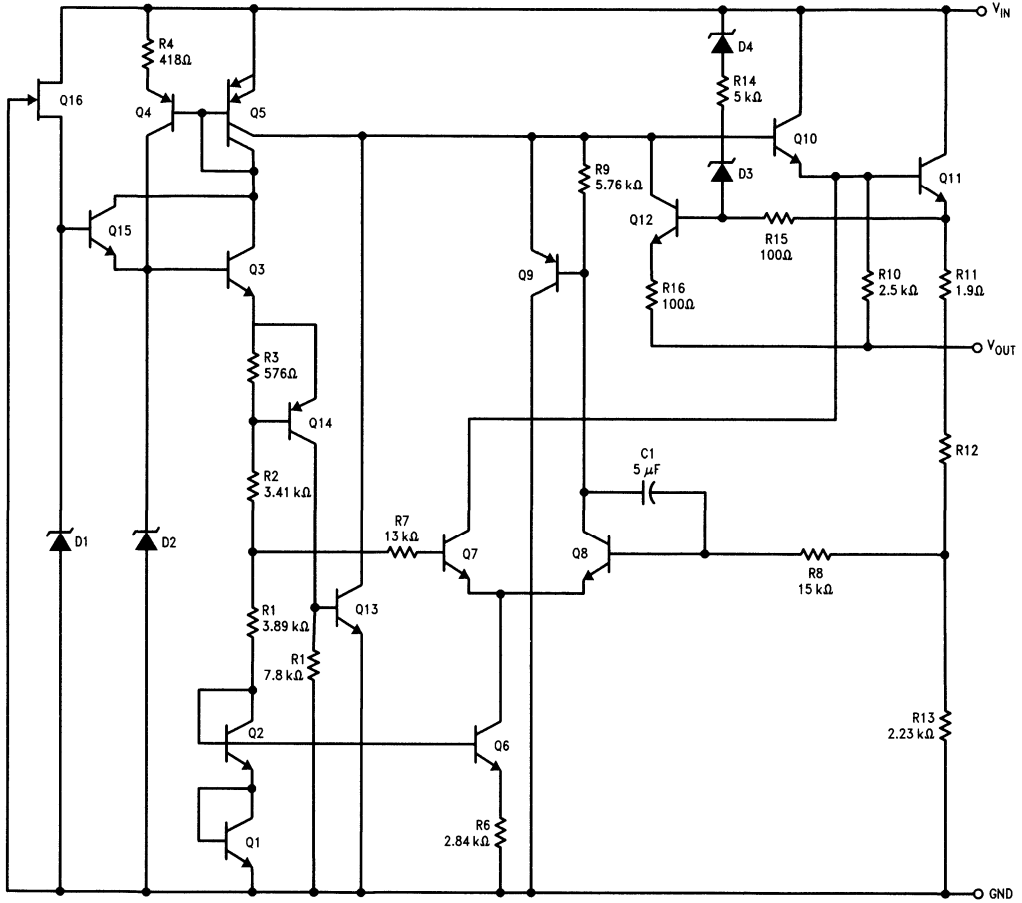 V_IN
R4
418Ω
D4
Q16
Q4
Q5
R14
5 kΩ
Q10
R9
5.76 kΩ
D3
Q11
Q15
Q12
R15
100Ω
Q3
Q9
R16
100Ω
R10
2.5 kΩ
R11
1.9Ω
V_OUT
R3
576Ω
Q14
R12
C1
5 µF
R2
3.41 kΩ
R7
13 kΩ
D1
D2
Q7
Q8
R8
15 kΩ
R1
3.89 kΩ
Q13
R1
7.8 kΩ
Q2
Q6
R13
2.23 kΩ
R6
2.84 kΩ
Q1
GND